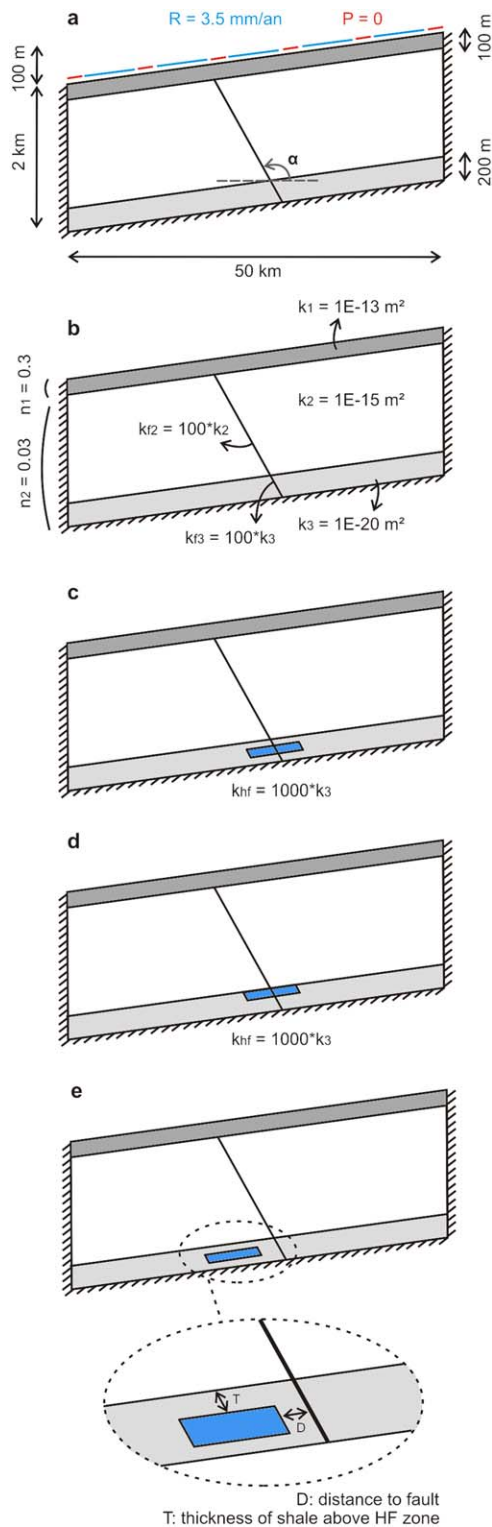 a
R = 3.5 mm/an
P = 0
100 m
100 m
2 km
α
200 m
50 km
b
k1 = 1E-13 m²
n1 = 0.3
k2 = 1E-15 m²
kf2 = 100*k2
n2 = 0.03
kf3 = 100*k3
k3 = 1E-20 m²
c
khf = 1000*k3
d
khf = 1000*k3
e
T
D
D: distance to fault
T: thickness of shale above HF zone